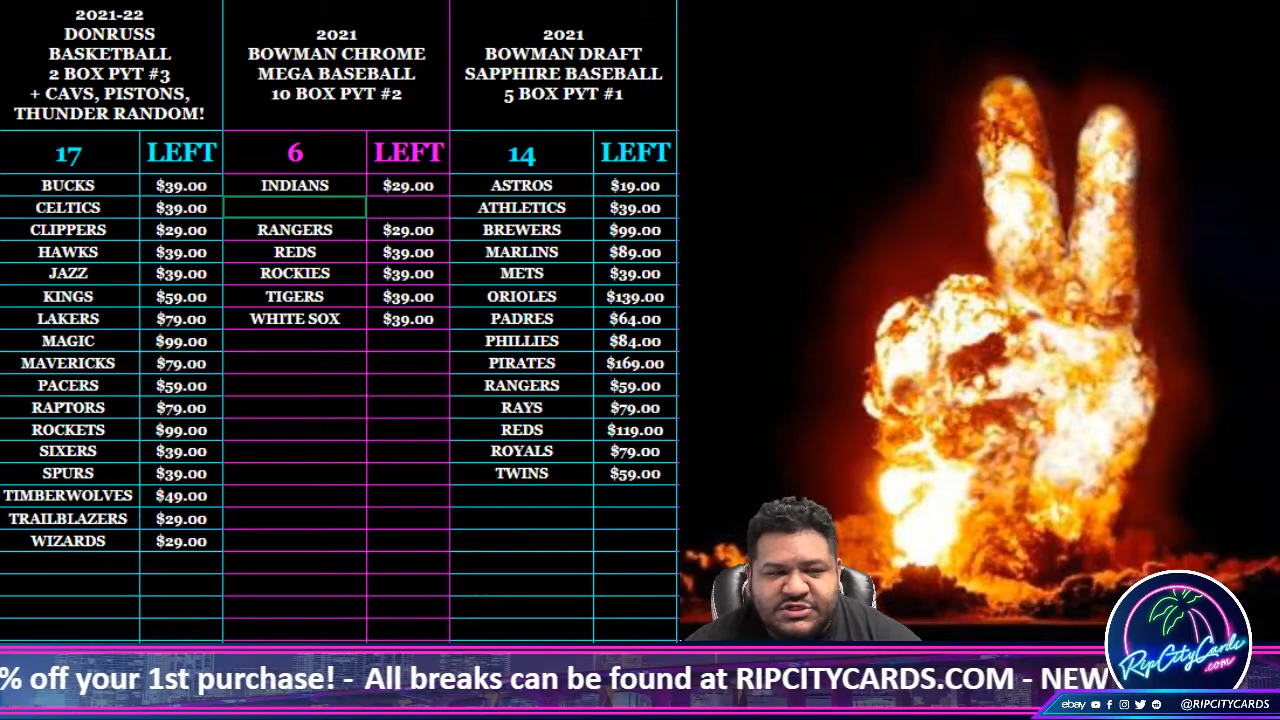 2021-22
DONRUSS
BASKETBALL
2 BOX PYT #3
+ CAVS, PISTONS,
THUNDER RANDOM!
17 LEFT
BUCKS $39.00
CELTICS $39.00
CLIPPERS $29.00
HAWKS $39.00
JAZZ $39.00
KINGS $59.00
LAKERS $79.00
MAGIC $99.00
MAVERICKS $79.00
PACERS $59.00
RAPTORS $79.00
ROCKETS $99.00
SIXERS $39.00
SPURS $39.00
TIMBERWOLVES $49.00
TRAILBLAZERS $29.00
WIZARDS $29.00
2021
BOWMAN CHROME
MEGA BASEBALL
10 BOX PYT #2
6 LEFT
INDIANS $29.00
RANGERS $29.00
REDS $39.00
ROCKIES $39.00
TIGERS $39.00
WHITE SOX $39.00
2021
BOWMAN DRAFT
SAPPHIRE BASEBALL
5 BOX PYT #1
14 LEFT
ASTROS $19.00
ATHLETICS $39.00
BREWERS $99.00
MARLINS $89.00
METS $39.00
ORIOLES $139.00
PADRES $64.00
PHILLIES $84.00
PIRATES $169.00
RANGERS $59.00
RAYS $79.00
REDS $119.00
ROYALS $79.00
TWINS $59.00
% off your 1st purchase! - All breaks can be found at RIPCITYCARDS.COM - NEW
RipCityCards
.com
ebay @RIPCITYCARDS